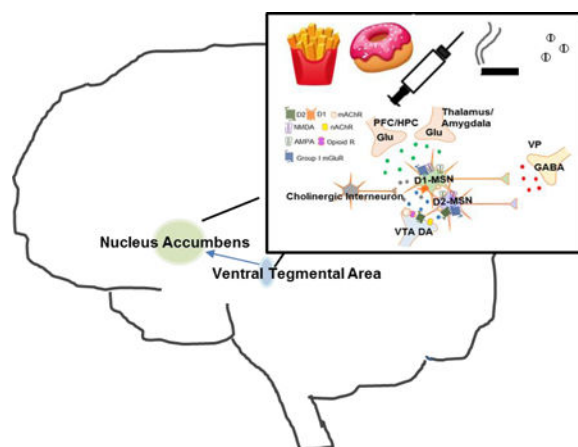 D2 D1 mAChR
NMDA nAChR
AMPA Opioid R
Group I mGluR
PFC/HPC
Glu
Thalamus/
Amygdala
Glu
VP
GABA
D1-MSN
Cholinergic Interneuron
D2-MSN
VTA DA
Nucleus Accumbens
Ventral Tegmental Area